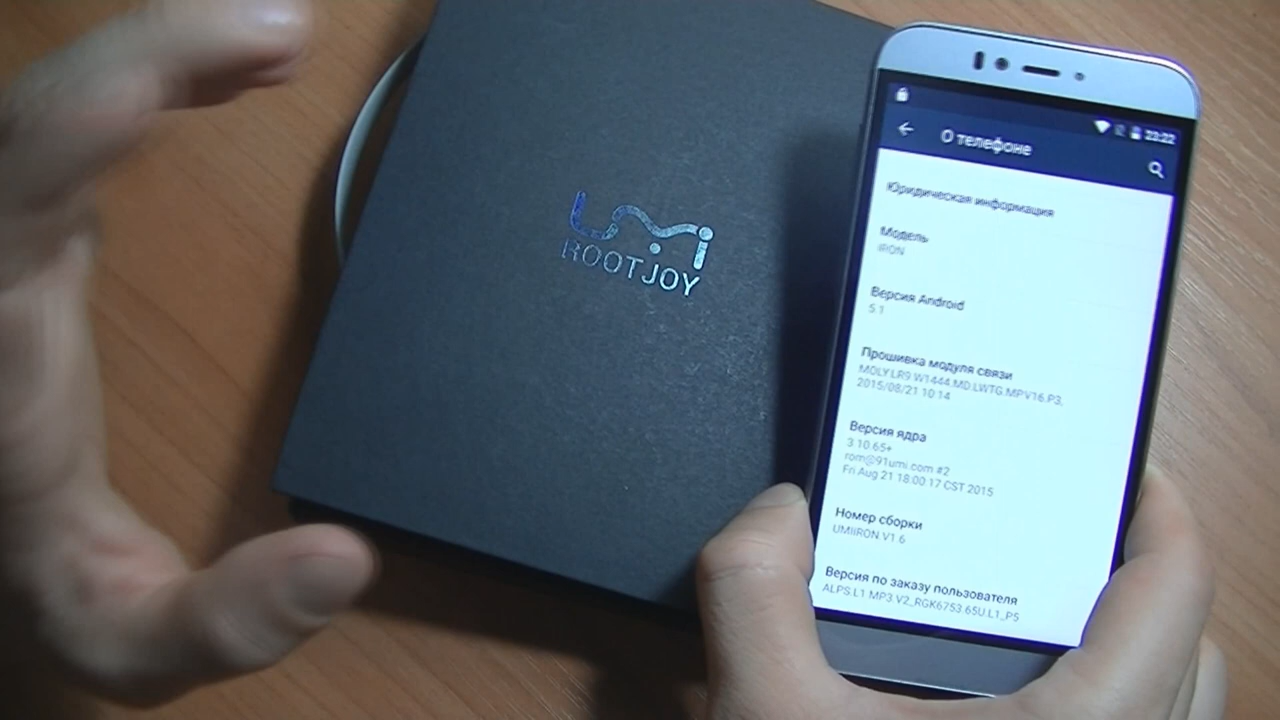 UMi
ROOTJOY
23:22
О телефоне
Юридическая информация
Модель
IRON
Версия Android
5.1
Прошивка модуля связи
MOLY.LR9.W1444.MD.LWTG.MP.V16.P3,
2015/08/21 10:14
Версия ядра
3.10.65+
rom@91umi.com #2
Fri Aug 21 18:00:17 CST 2015
Номер сборки
UMIIRON V1.6
Версия по заказу пользователя
ALPS.L1.MP3.V2_RGK6753.65U.L1_P5